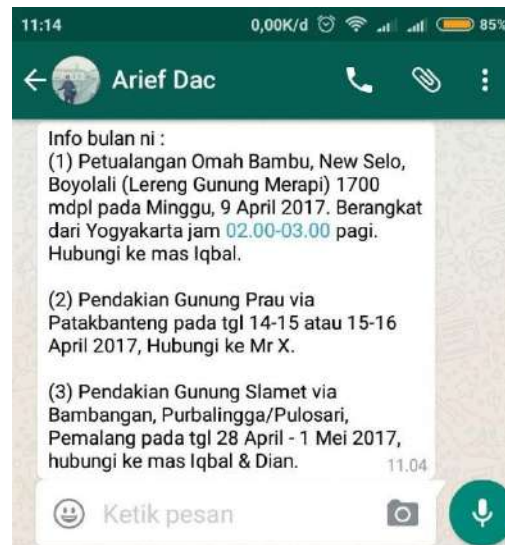 11:14 0,00K/d 85%
Arief Dac
Info bulan ni :
(1) Petualangan Omah Bambu, New Selo,
Boyolali (Lereng Gunung Merapi) 1700
mdpl pada Minggu, 9 April 2017. Berangkat
dari Yogyakarta jam 02.00-03.00 pagi.
Hubungi ke mas Iqbal.
(2) Pendakian Gunung Prau via
Patakbanteng pada tgl 14-15 atau 15-16
April 2017, Hubungi ke Mr X.
(3) Pendakian Gunung Slamet via
Bambangan, Purbalingga/Pulosari,
Pemalang pada tgl 28 April - 1 Mei 2017,
hubungi ke mas Iqbal & Dian. 11.04
Ketik pesan